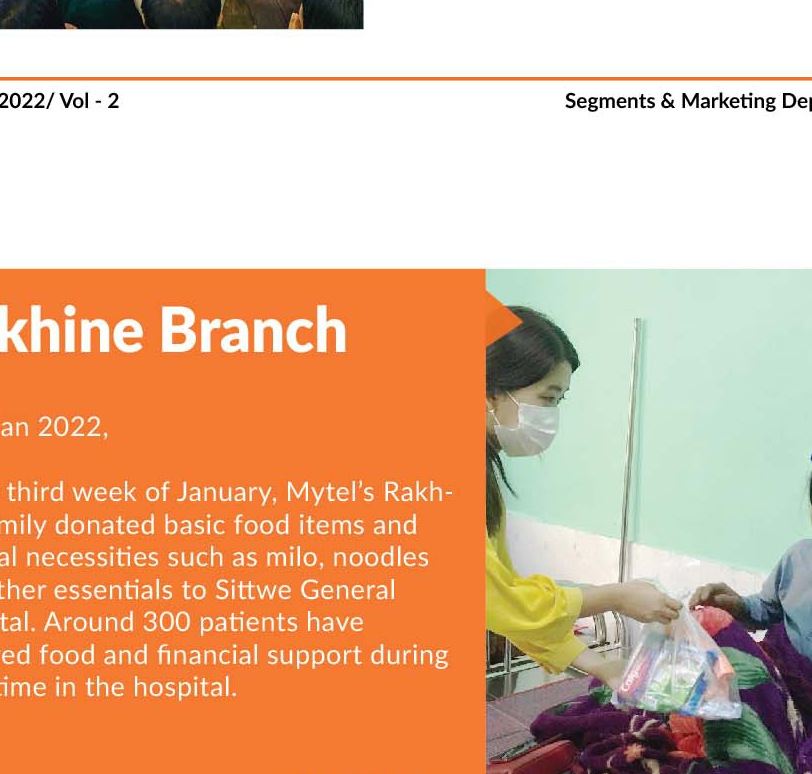 2022/ Vol - 2
Segments & Marketing Dep
khine Branch
an 2022,
third week of January, Mytel's Rakh-
mily donated basic food items and
al necessities such as milo, noodles
ther essentials to Sittwe General
tal. Around 300 patients have
ed food and financial support during
time in the hospital.